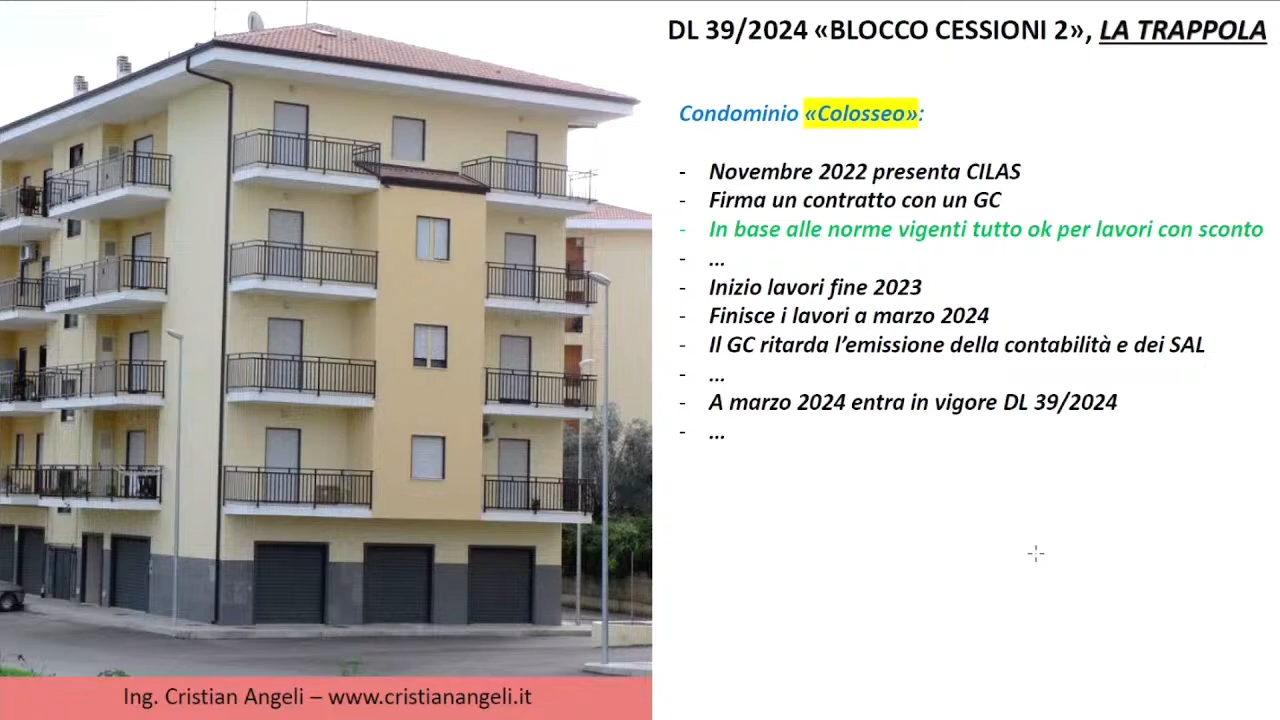 DL 39/2024 «BLOCCO CESSIONI 2», LA TRAPPOLA
Condominio «Colosseo»:
- Novembre 2022 presenta CILAS
- Firma un contratto con un GC
- In base alle norme vigenti tutto ok per lavori con sconto
- ...
- Inizio lavori fine 2023
- Finisce i lavori a marzo 2024
- Il GC ritarda l’emissione della contabilità e dei SAL
- ...
- A marzo 2024 entra in vigore DL 39/2024
- ...
Ing. Cristian Angeli – www.cristianangeli.it